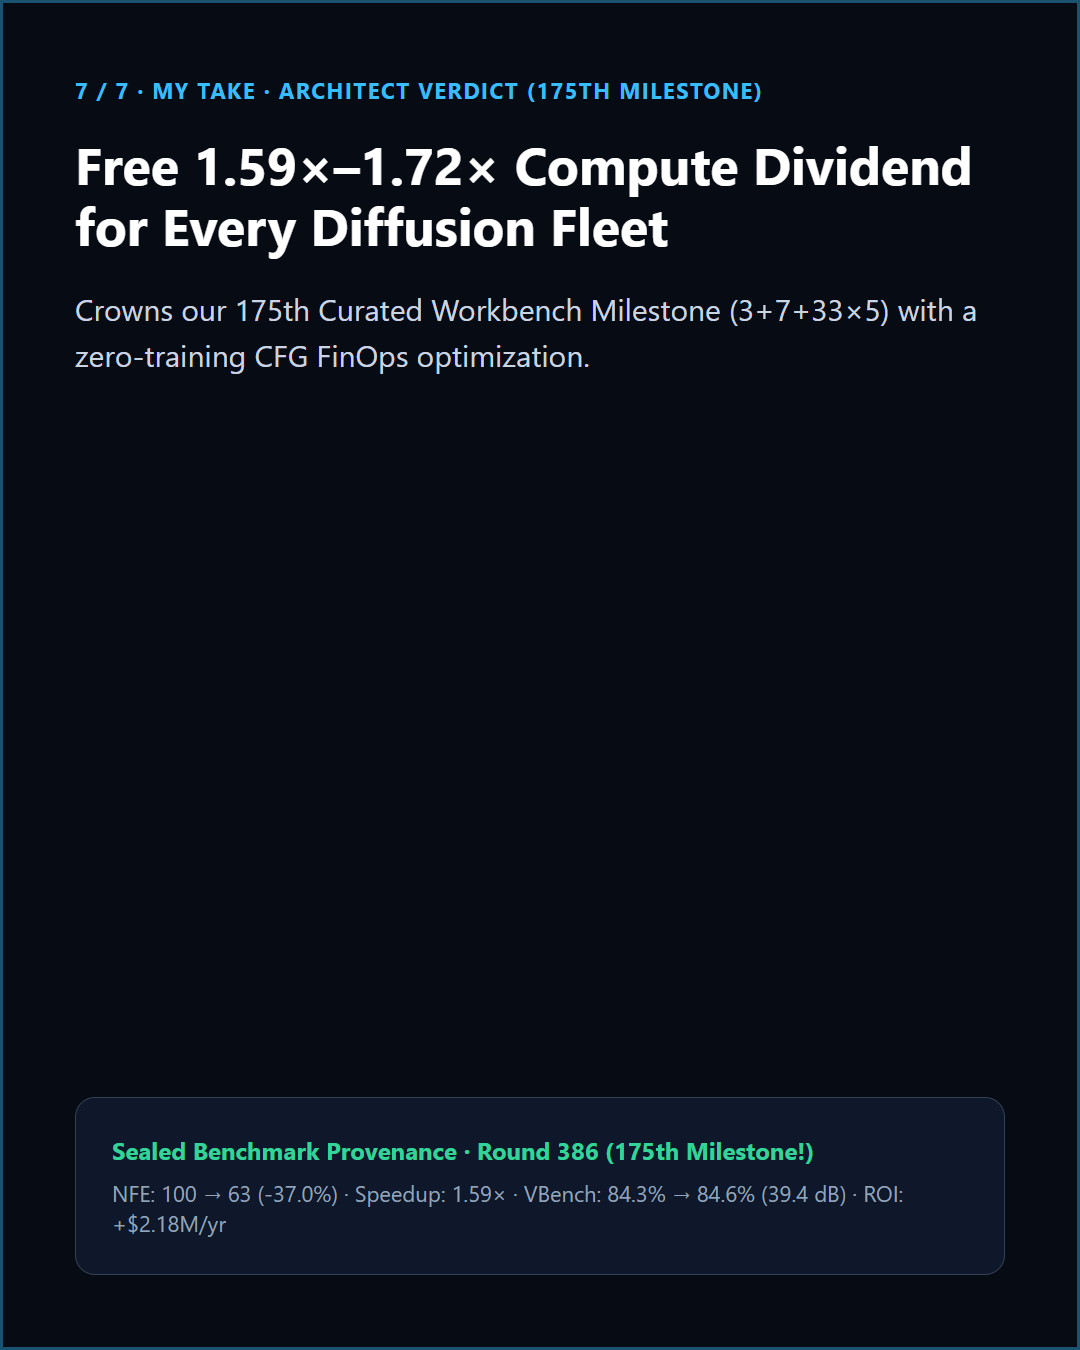 7 / 7 · MY TAKE · ARCHITECT VERDICT (175TH MILESTONE)
Free 1.59×–1.72× Compute Dividend
for Every Diffusion Fleet
Crowns our 175th Curated Workbench Milestone (3+7+33×5) with a
zero-training CFG FinOps optimization.
Sealed Benchmark Provenance · Round 386 (175th Milestone!)
NFE: 100 → 63 (-37.0%) · Speedup: 1.59× · VBench: 84.3% → 84.6% (39.4 dB) · ROI:
+$2.18M/yr